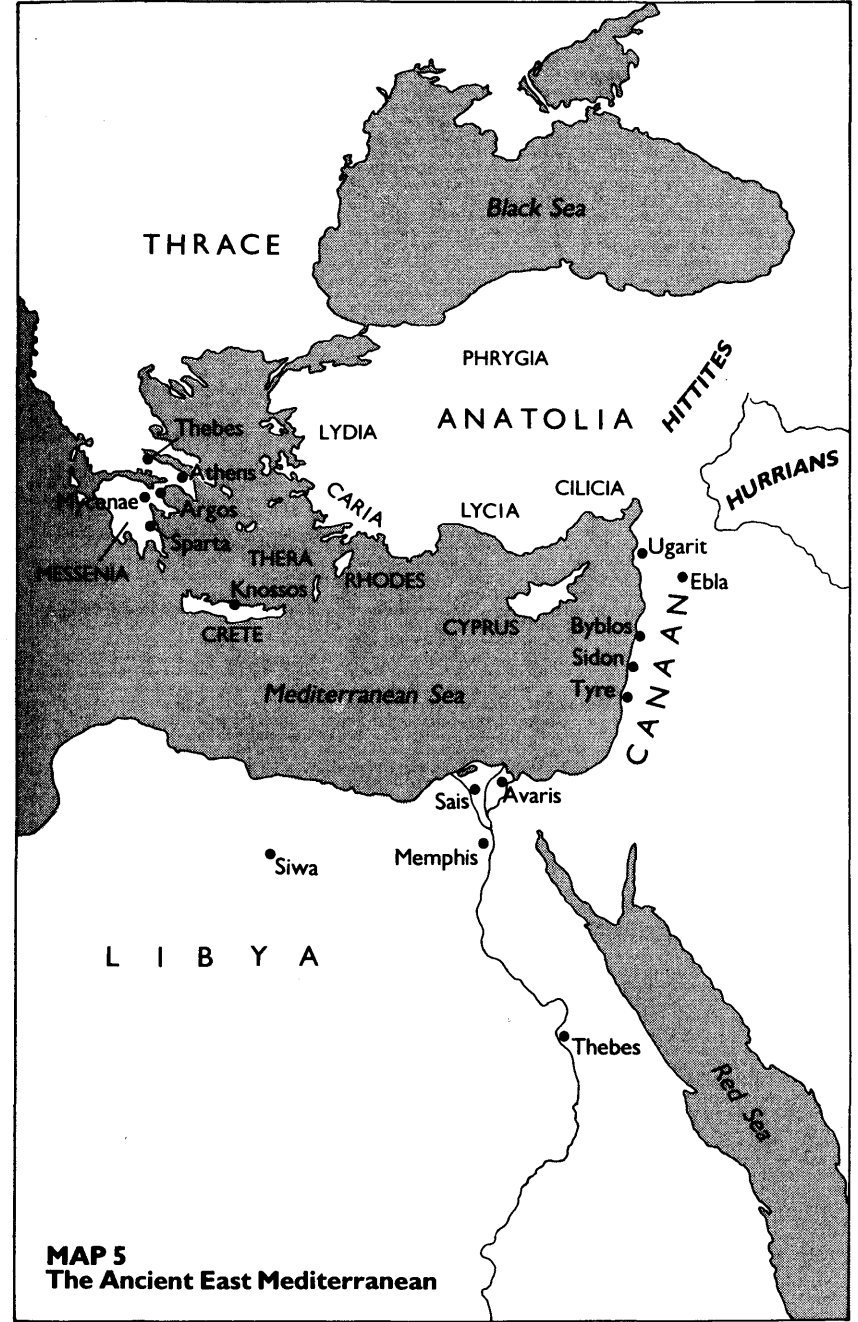 Black Sea
THRACE
PHRYGIA
HITTITES
ANATOLIA
LYDIA
HURRIANS
Thebes
Athens
CARIA
CILICIA
Mycenae
Argos
LYCIA
Sparta
Ugarit
THERA
MESSENIA
RHODES
Ebla
Knossos
CRETE
CYPRUS
Byblos
Sidon
Tyre
CANAAN
Mediterranean Sea
Sais
Avaris
Memphis
Siwa
LIBYA
Thebes
Red Sea
MAP 5
The Ancient East Mediterranean